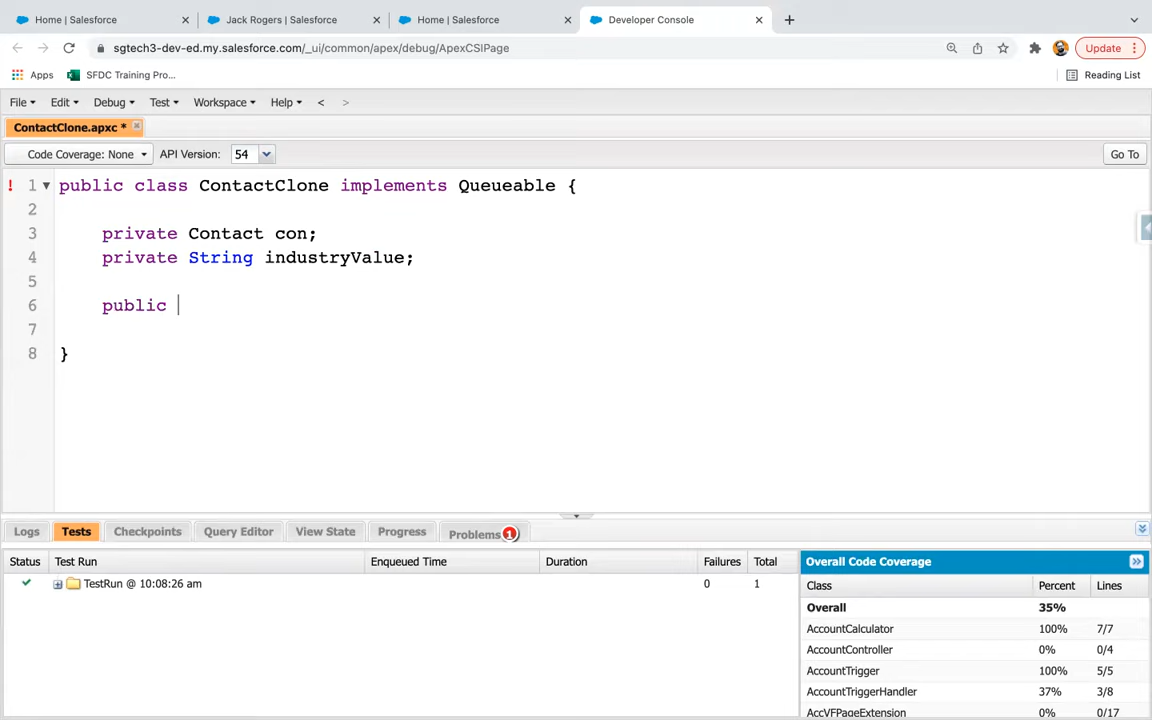 Home | Salesforce
Jack Rogers | Salesforce
Home | Salesforce
Developer Console
sgtech3-dev-ed.my.salesforce.com/_ui/common/apex/debug/ApexCSIPage
Update
Apps
SFDC Training Pro...
Reading List
File Edit Debug Test Workspace Help < >
ContactClone.apxc *
Code Coverage: None
API Version:
54
Go To
1 public class ContactClone implements Queueable {
2
3 private Contact con;
4 private String industryValue;
5
6 public
7
8 }
Logs Tests Checkpoints Query Editor View State Progress Problems 1
Status Test Run Enqueued Time Duration Failures Total
TestRun @ 10:08:26 am 0 1
Overall Code Coverage
Class Percent Lines
Overall 35%
AccountCalculator 100% 7/7
AccountController 0% 0/4
AccountTrigger 100% 5/5
AccountTriggerHandler 37% 3/8
AccVFPageExtension 0% 0/17